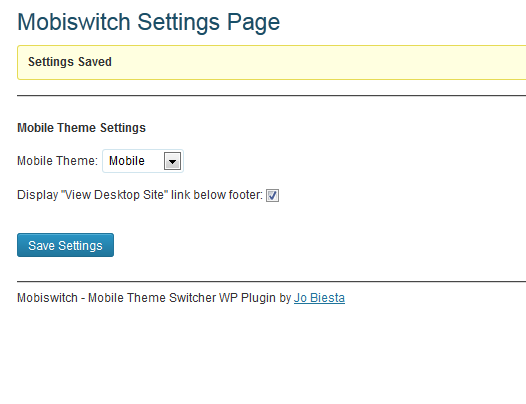 Mobiswitch Settings Page
Settings Saved
Mobile Theme Settings
Mobile Theme: Mobile
Display "View Desktop Site" link below footer:
Save Settings
Mobiswitch - Mobile Theme Switcher WP Plugin by Jo Biesta